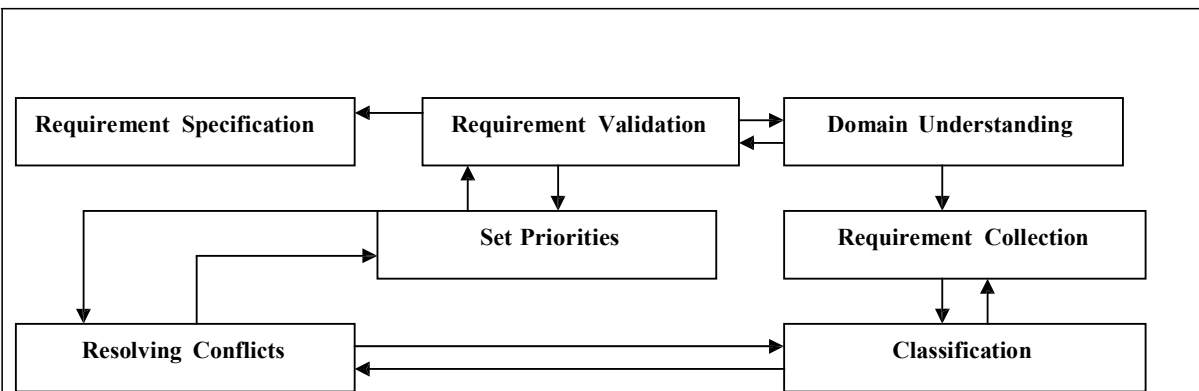 Requirement Specification
Requirement Validation
Domain Understanding
Set Priorities
Requirement Collection
Resolving Conflicts
Classification